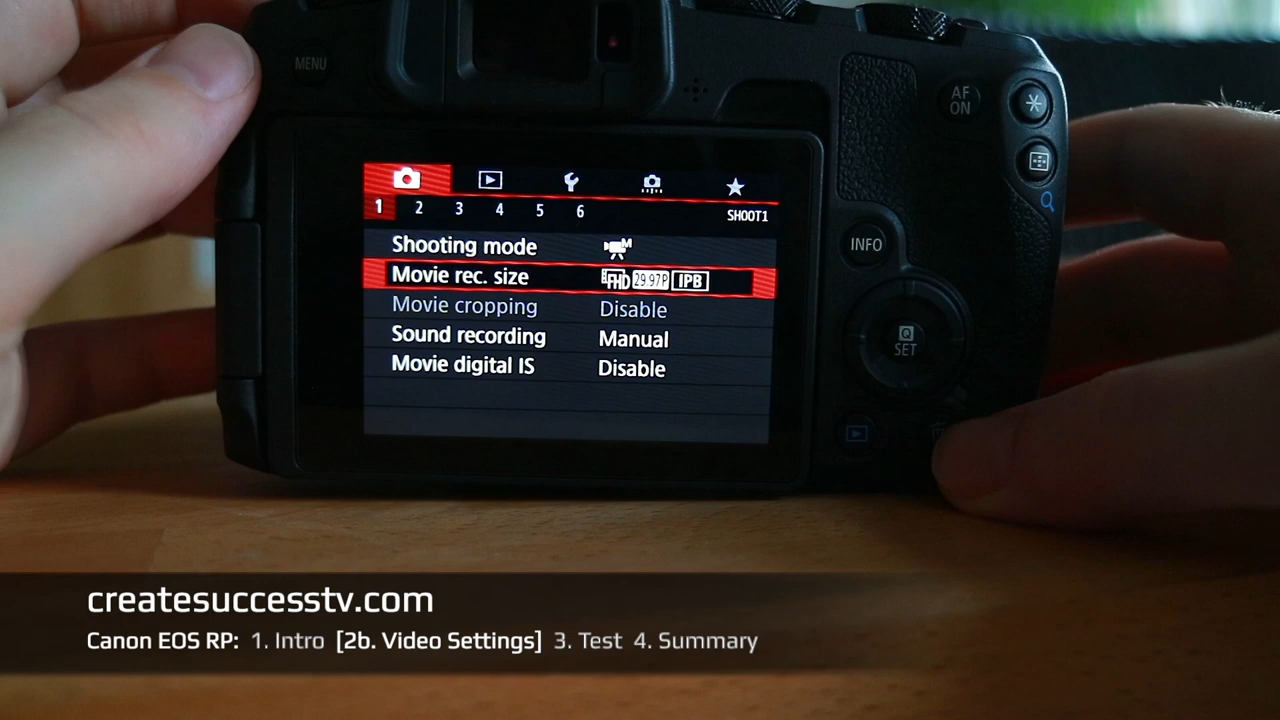 MENU
AF
ON
1 2 3 4 5 6 SHOOT1
Shooting mode M
Movie rec. size FHD 29.97P IPB
Movie cropping Disable
Sound recording Manual
Movie digital IS Disable
INFO
Q
SET
createsuccesstv.com
Canon EOS RP: 1. Intro [2b. Video Settings] 3. Test 4. Summary